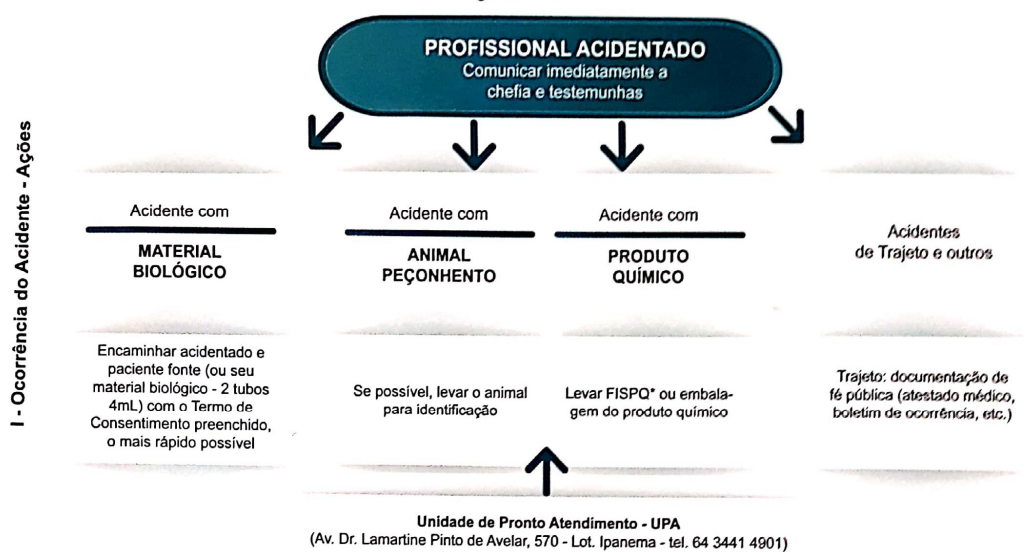 PROFISSIONAL ACIDENTADO
Comunicar imediatamente a
chefia e testemunhas
I - Ocorrência do Acidente - Ações
Acidente com
MATERIAL
BIOLÓGICO
Acidente com
ANIMAL
PEÇONHENTO
Acidente com
PRODUTO
QUÍMICO
Acidentes
de Trajeto e outros
Encaminhar acidentado e
paciente fonte (ou seu
material biológico - 2 tubos
4mL) com o Termo de
Consentimento preenchido,
o mais rápido possível
Se possível, levar o animal
para identificação
Levar FISPQ* ou embala-
gem do produto químico
Trajeto: documentação de
fé pública (atestado médico,
boletim de ocorrência, etc.)
Unidade de Pronto Atendimento - UPA
(Av. Dr. Lamartine Pinto de Avelar, 570 - Lot. Ipanema - tel. 64 3441 4901)